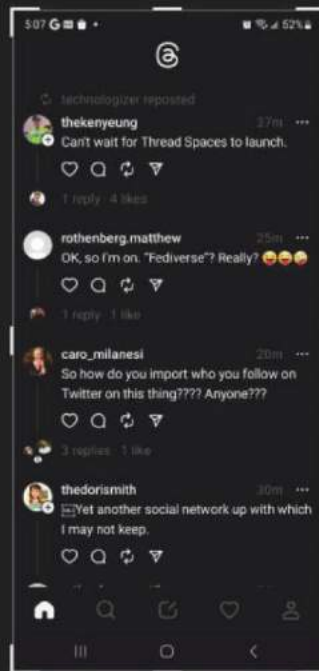 5:07 52%
technologizer reposted
thekenyeung 27m
Can't wait for Thread Spaces to launch.
1 reply · 4 likes
rothenberg.matthew 25m
OK, so I'm on. "Fediverse"? Really? 😜😜🤪
1 reply · 1 like
caro_milanesi 20m
So how do you import who you follow on
Twitter on this thing???? Anyone???
3 replies · 1 like
thedorismith 30m
Yet another social network up with which
I may not keep.